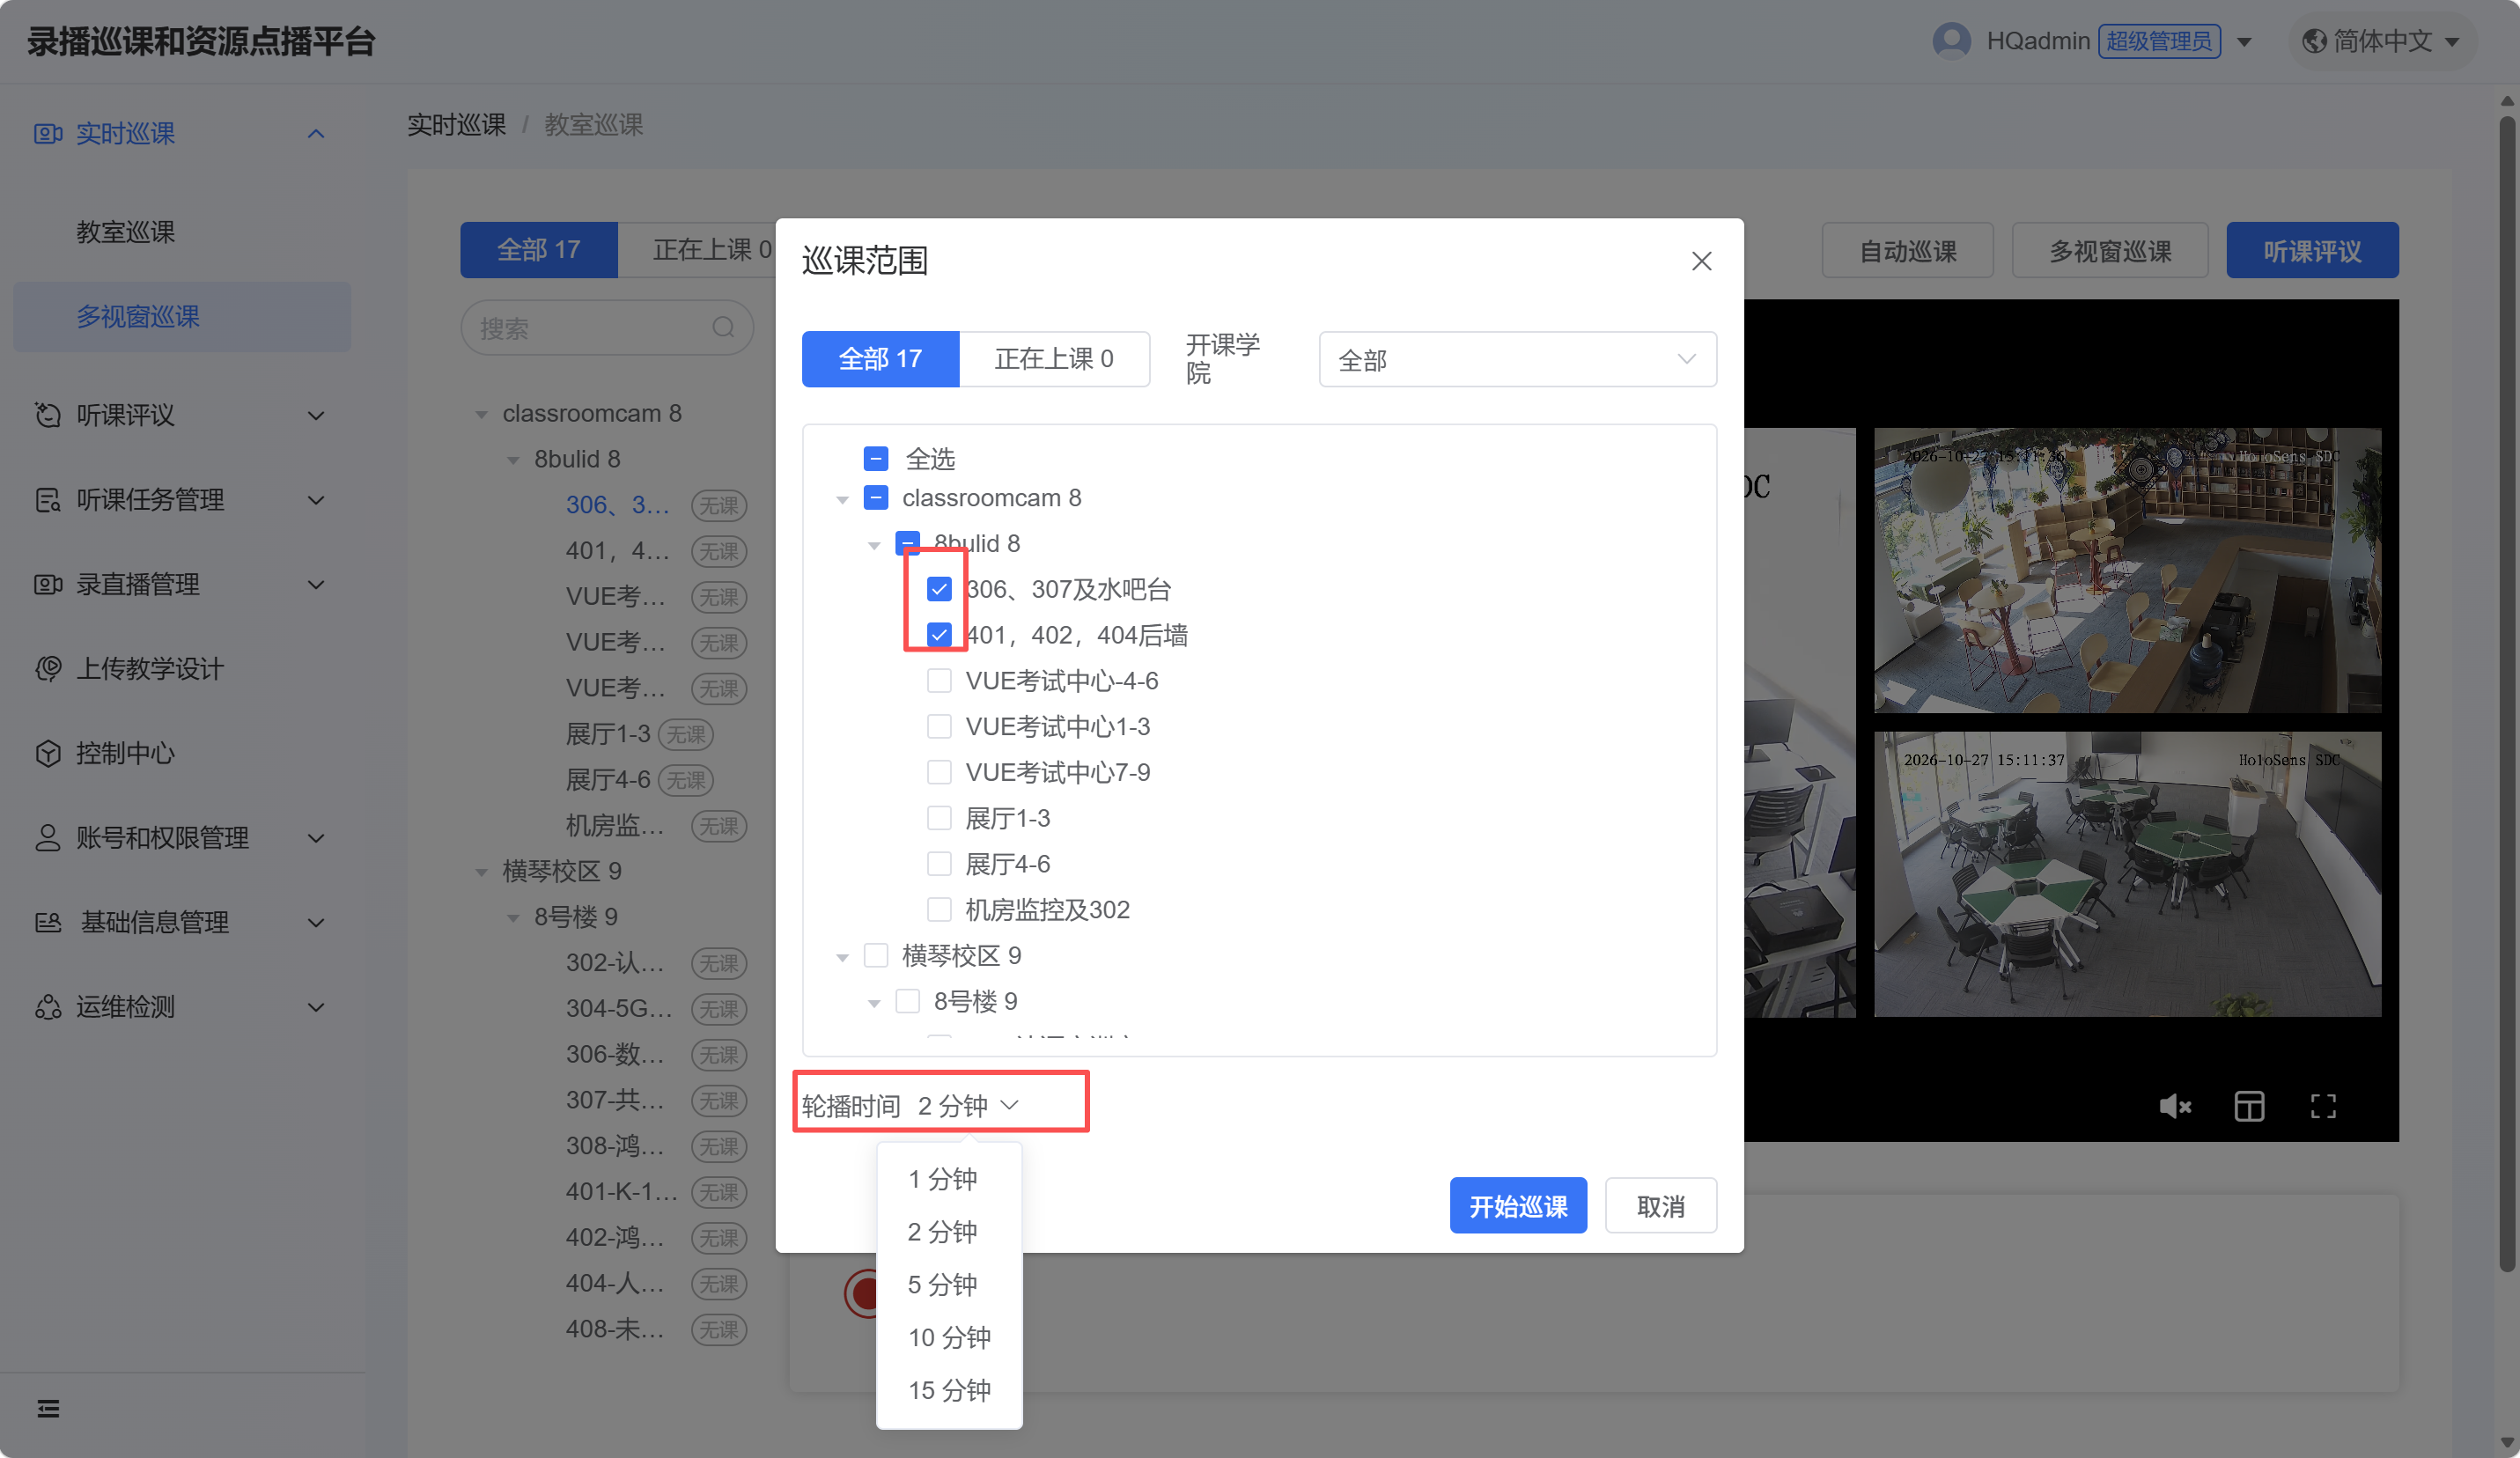 录播巡课和资源点播平台
HQadmin 超级管理员
简体中文
实时巡课
教室巡课
多视窗巡课
听课评议
听课任务管理
录直播管理
上传教学设计
控制中心
账号和权限管理
基础信息管理
运维检测
实时巡课 / 教室巡课
全部 17
正在上课 0
搜索
classroomcam 8
8bulid 8
306、3... 无课
401，4... 无课
VUE考... 无课
VUE考... 无课
VUE考... 无课
展厅1-3 无课
展厅4-6 无课
机房监... 无课
横琴校区 9
8号楼 9
302-认... 无课
304-5G... 无课
306-数... 无课
307-共... 无课
308-鸿... 无课
401-K-1... 无课
402-鸿... 无课
404-人... 无课
408-未... 无课
自动巡课
多视窗巡课
听课评议
DC
2026-10-27 15:11:36
HoloSens SDC
2026-10-27 15:11:37
HoloSens SDC
巡课范围
全部 17
正在上课 0
开课学
院
全部
全选
classroomcam 8
8bulid 8
306、307及水吧台
401，402，404后墙
VUE考试中心-4-6
VUE考试中心1-3
VUE考试中心7-9
展厅1-3
展厅4-6
机房监控及302
横琴校区 9
8号楼 9
轮播时间 2 分钟
1 分钟
2 分钟
5 分钟
10 分钟
15 分钟
开始巡课
取消